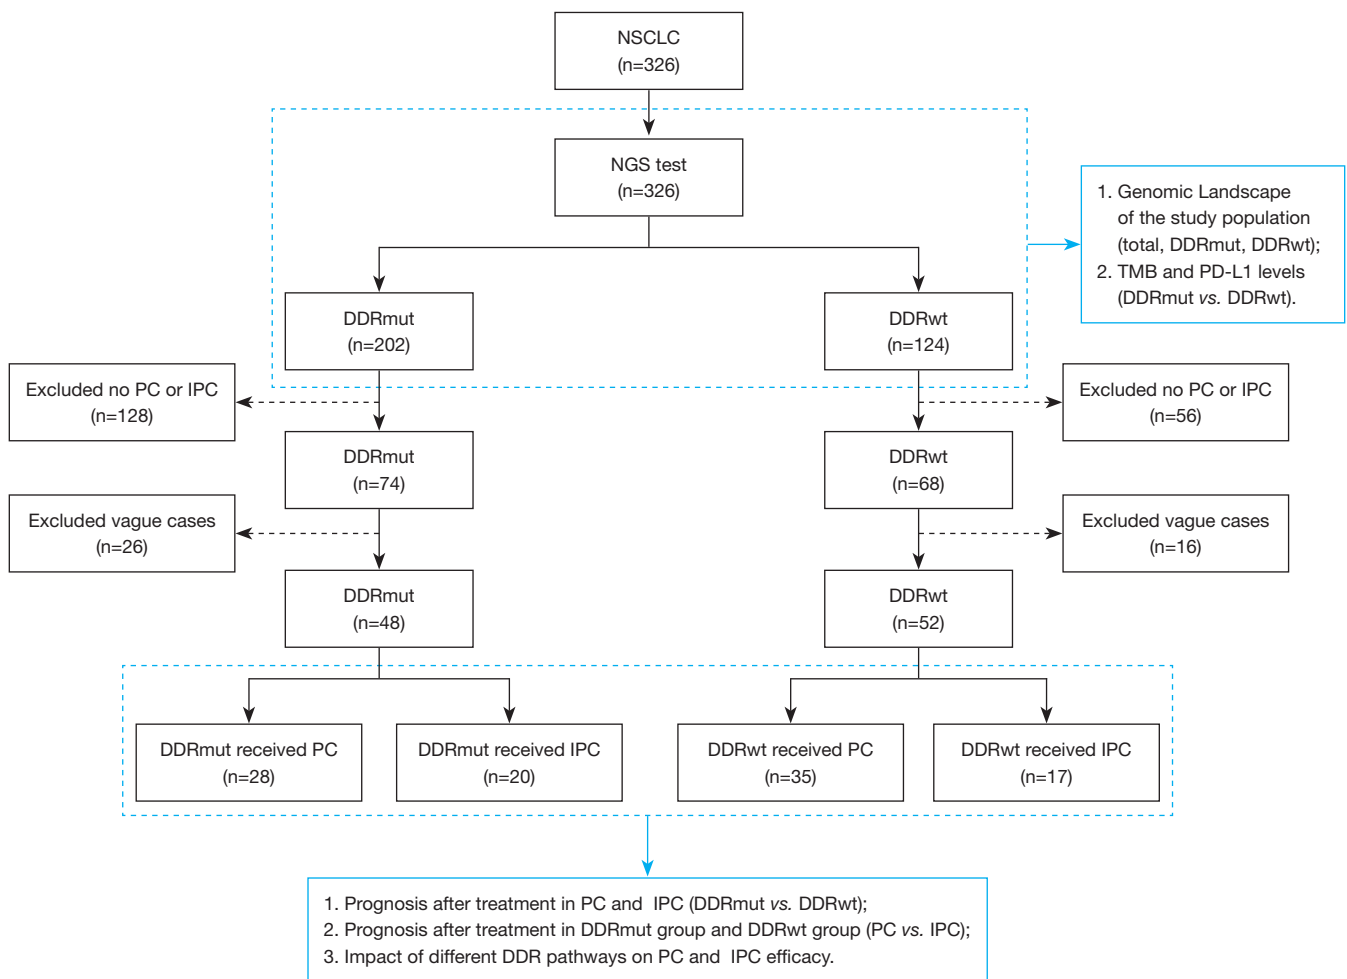 NSCLC
(n=326)
NGS test
(n=326)
1. Genomic Landscape
of the study population
(total, DDRmut, DDRwt);
2. TMB and PD-L1 levels
(DDRmut vs. DDRwt).
DDRmut
(n=202)
DDRwt
(n=124)
Excluded no PC or IPC
(n=128)
Excluded no PC or IPC
(n=56)
DDRmut
(n=74)
DDRwt
(n=68)
Excluded vague cases
(n=26)
Excluded vague cases
(n=16)
DDRmut
(n=48)
DDRwt
(n=52)
DDRmut received PC
(n=28)
DDRmut received IPC
(n=20)
DDRwt received PC
(n=35)
DDRwt received IPC
(n=17)
1. Prognosis after treatment in PC and IPC (DDRmut vs. DDRwt);
2. Prognosis after treatment in DDRmut group and DDRwt group (PC vs. IPC);
3. Impact of different DDR pathways on PC and IPC efficacy.